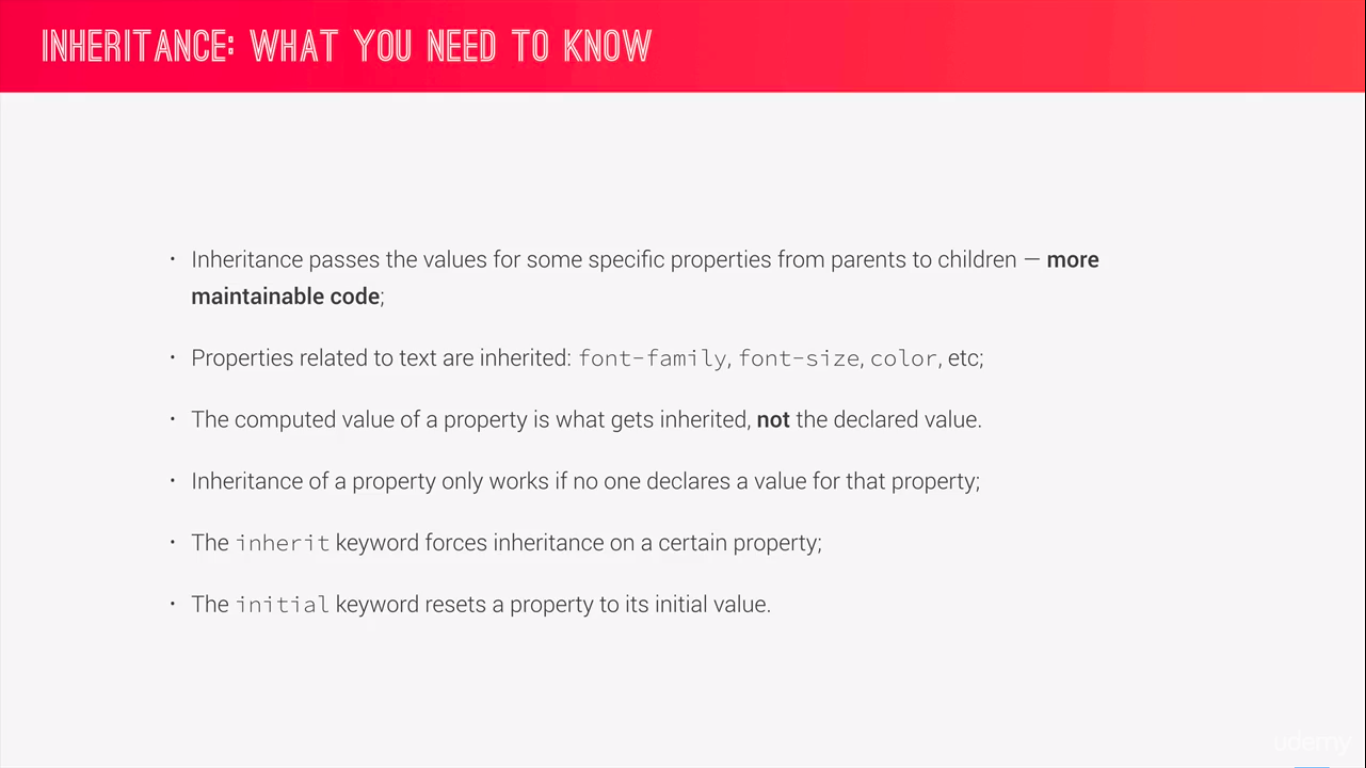 INHERITANCE: WHAT YOU NEED TO KNOW
• Inheritance passes the values for some specific properties from parents to children — more
maintainable code;
• Properties related to text are inherited: font-family, font-size, color, etc;
• The computed value of a property is what gets inherited, not the declared value.
• Inheritance of a property only works if no one declares a value for that property;
• The inherit keyword forces inheritance on a certain property;
• The initial keyword resets a property to its initial value.
udemy